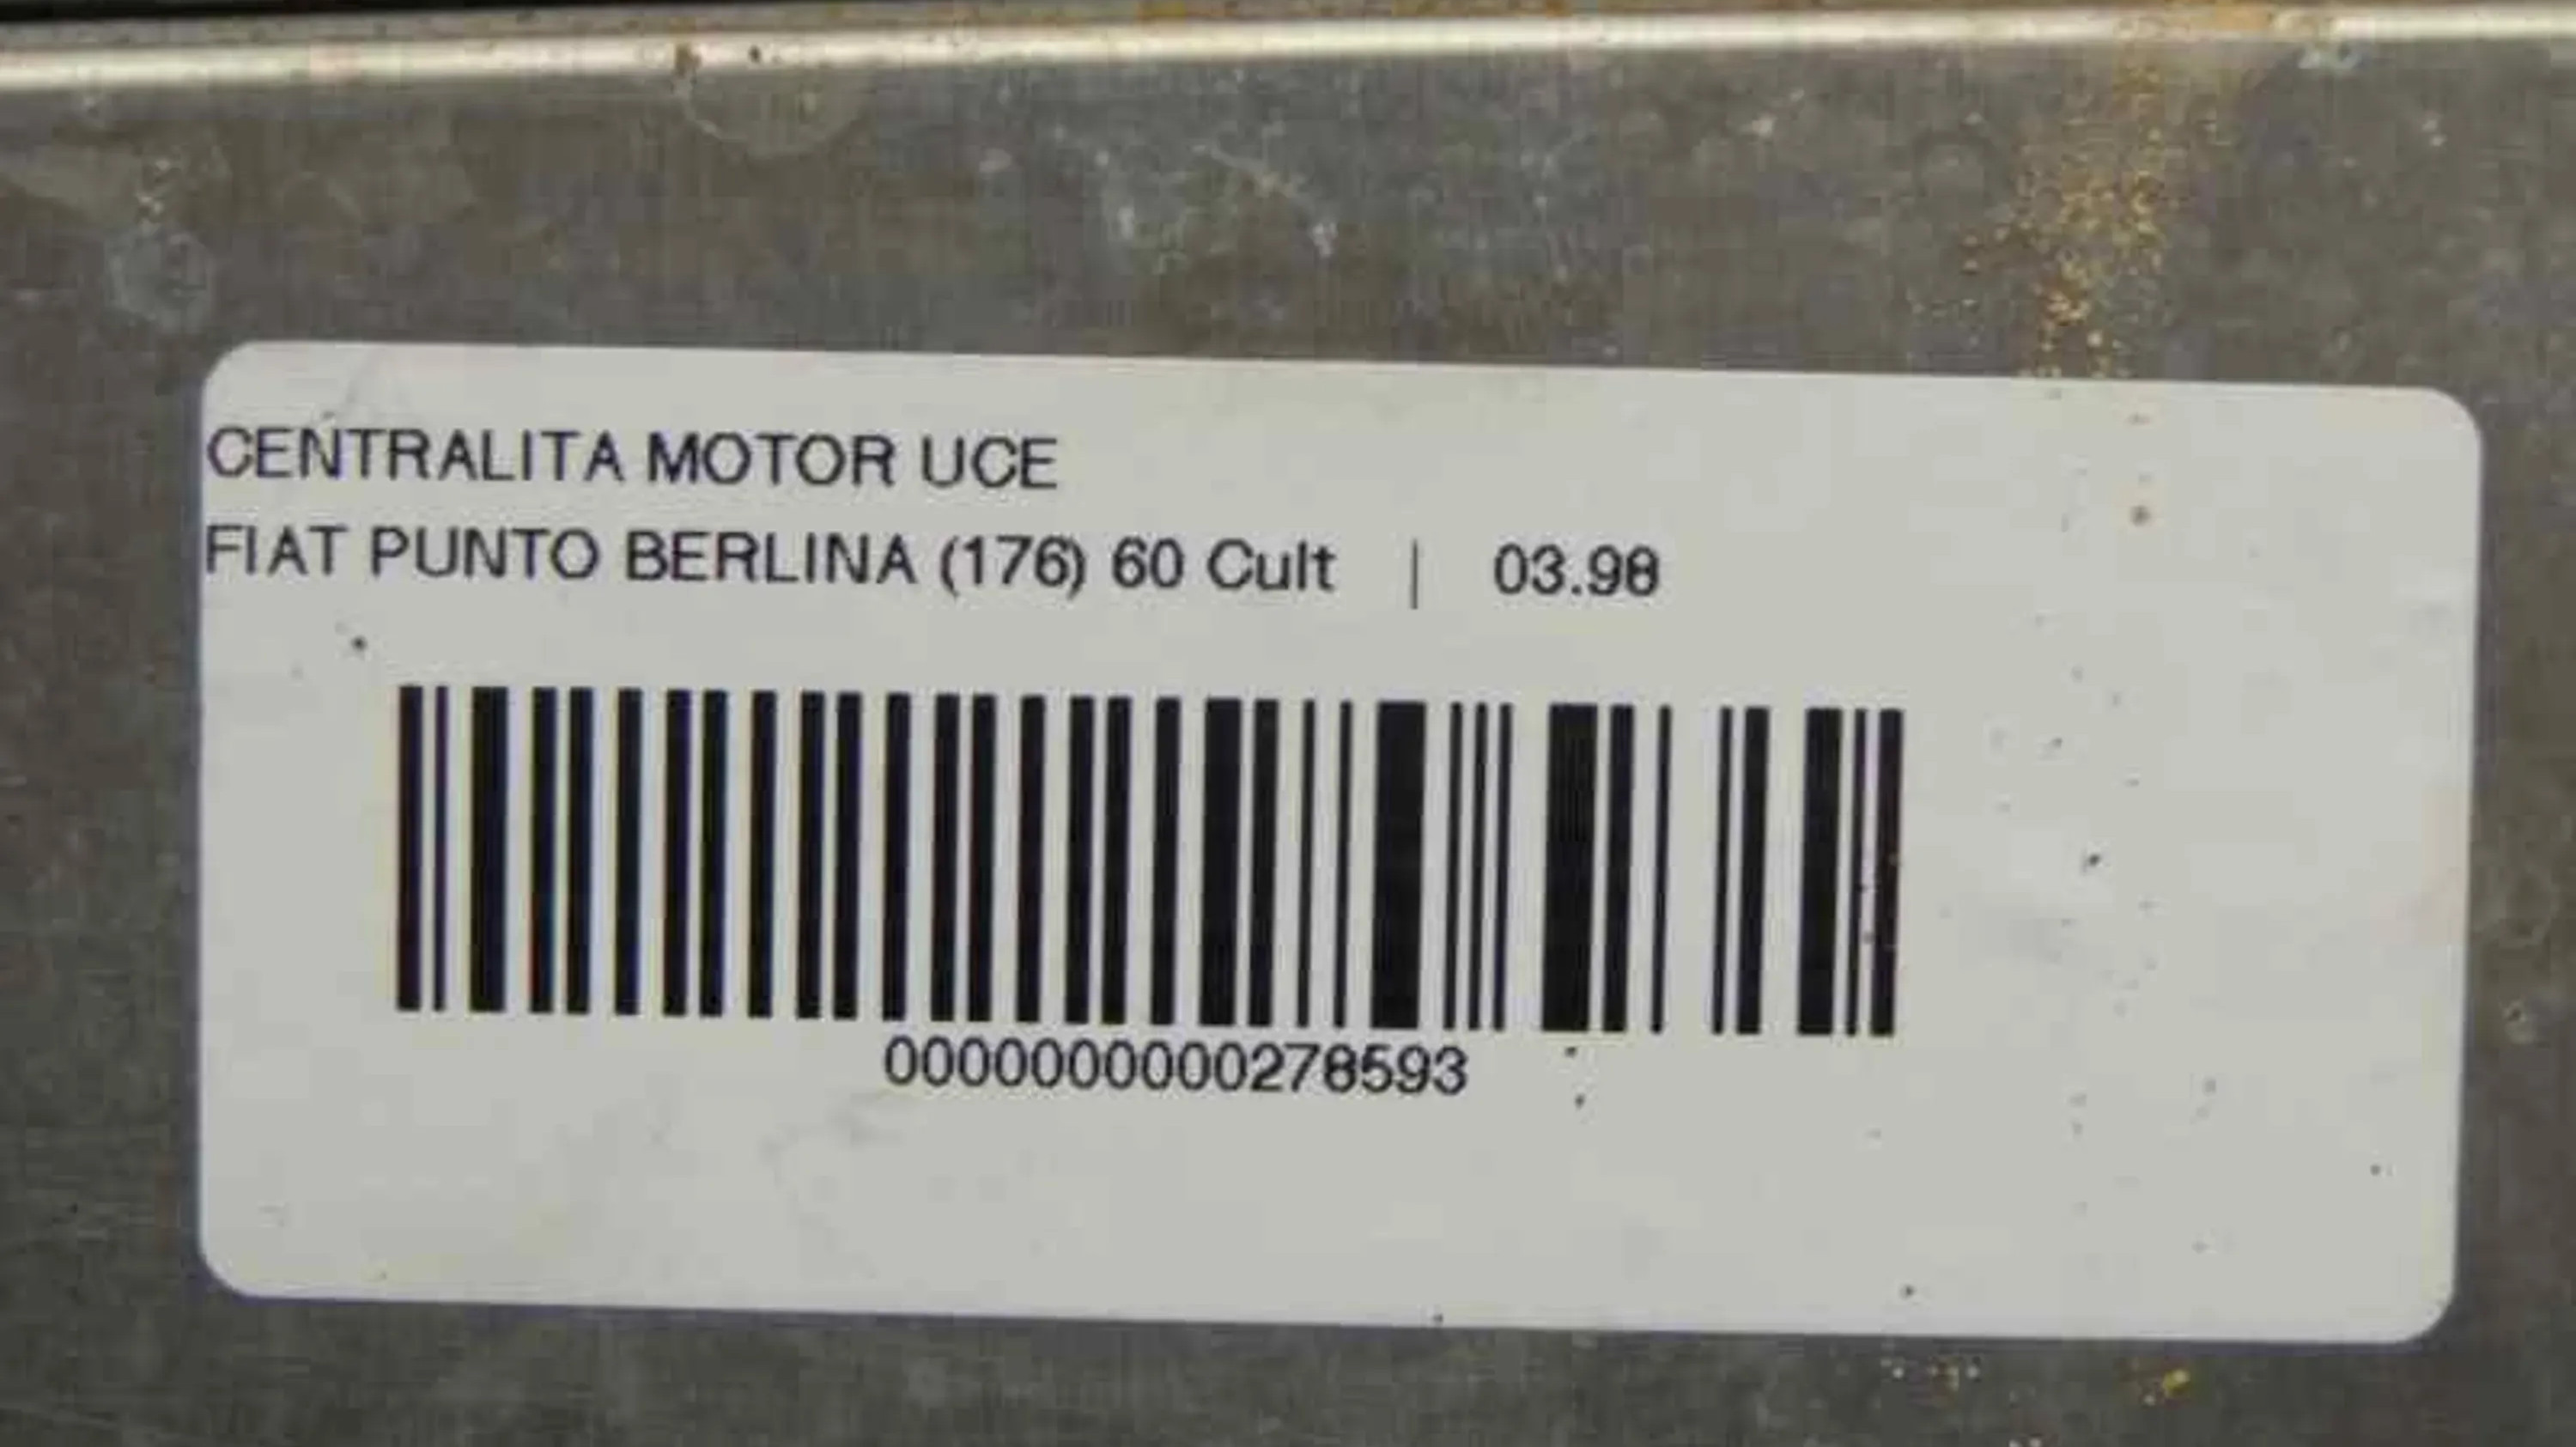 CENTRALITA MOTOR UCE
FIAT PUNTO BERLINA (176) 60 Cult | 03.98
0000000000278593